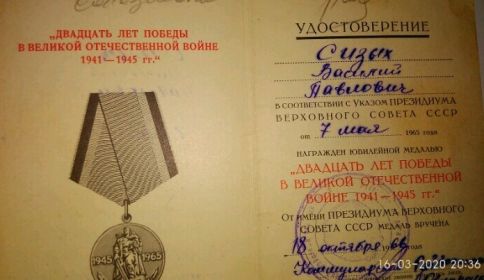 „ДВАДЦАТЬ ЛЕТ ПОБЕДЫ
В ВЕЛИКОЙ ОТЕЧЕСТВЕННОЙ ВОЙНЕ
1941—1945 гг.“
1945
1965
УДОСТОВЕРЕНИЕ
Сизых
Василий
Павлович
В СООТВЕТСТВИИ С УКАЗОМ ПРЕЗИДИУМА
ВЕРХОВНОГО СОВЕТА СССР
от 7 мая 1965 года
НАГРАЖДЕН ЮБИЛЕЙНОЙ МЕДАЛЬЮ
„ДВАДЦАТЬ ЛЕТ ПОБЕДЫ
В ВЕЛИКОЙ ОТЕЧЕСТВЕННОЙ
ВОЙНЕ 1941—1945 гг.“
ОТ ИМЕНИ ПРЕЗИДИУМА ВЕРХОВНОГО
СОВЕТА СССР МЕДАЛЬ ВРУЧЕНА
18 октября 66
16-03-2020 20:36